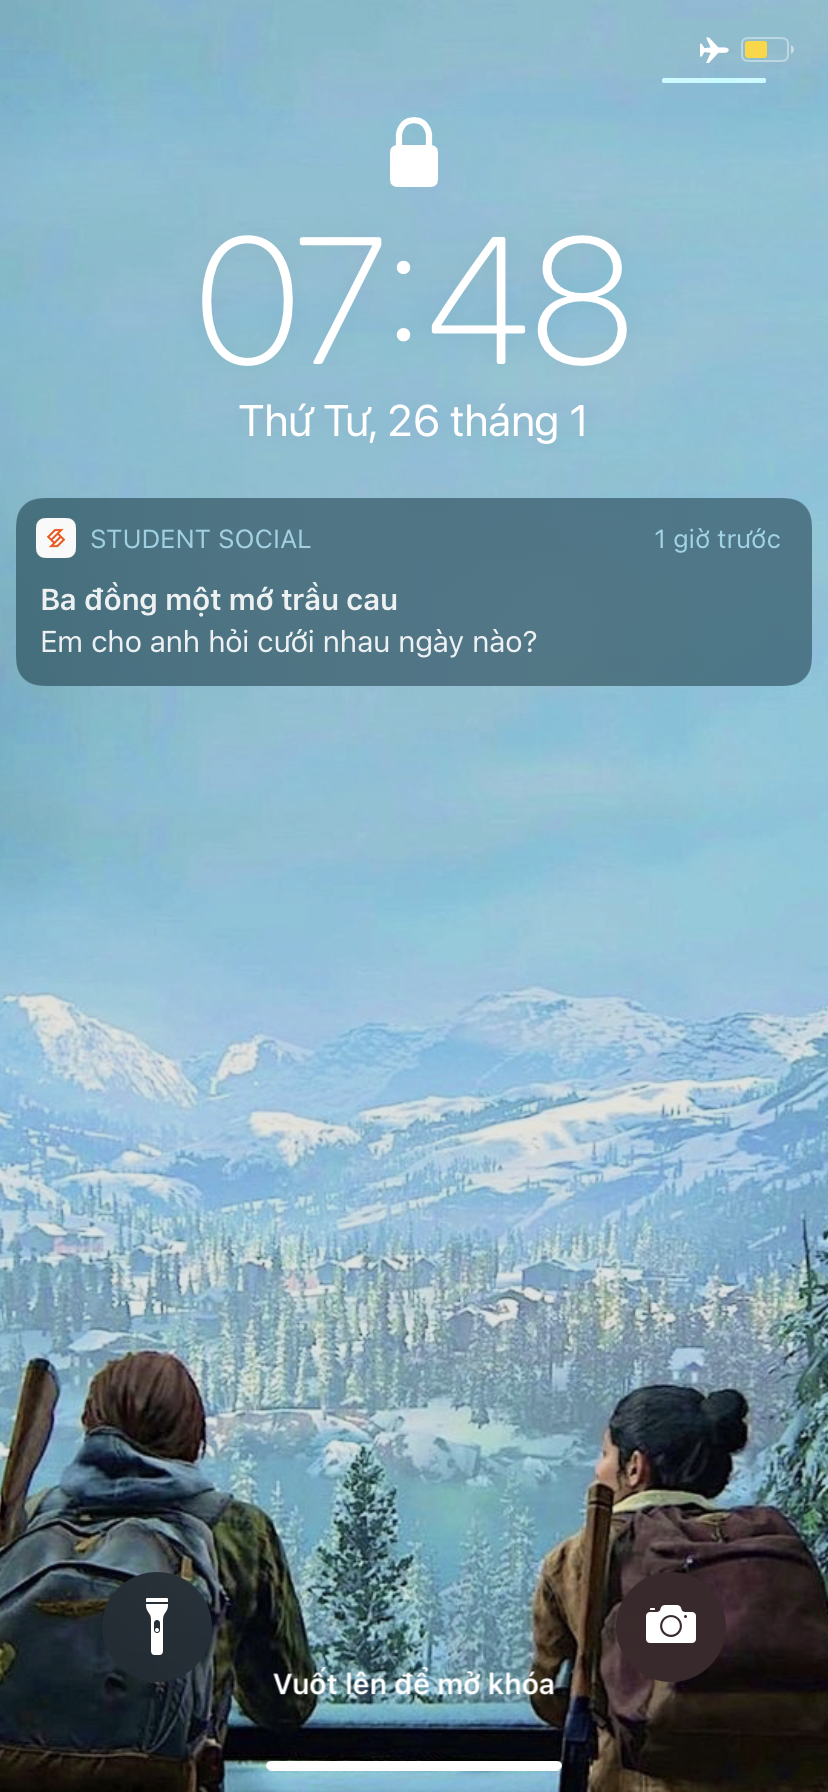 07:48
Thứ Tư, 26 tháng 1
STUDENT SOCIAL
1 giờ trước
Ba đồng một mớ trầu cau
Em cho anh hỏi cưới nhau ngày nào?
Vuốt lên để mở khóa